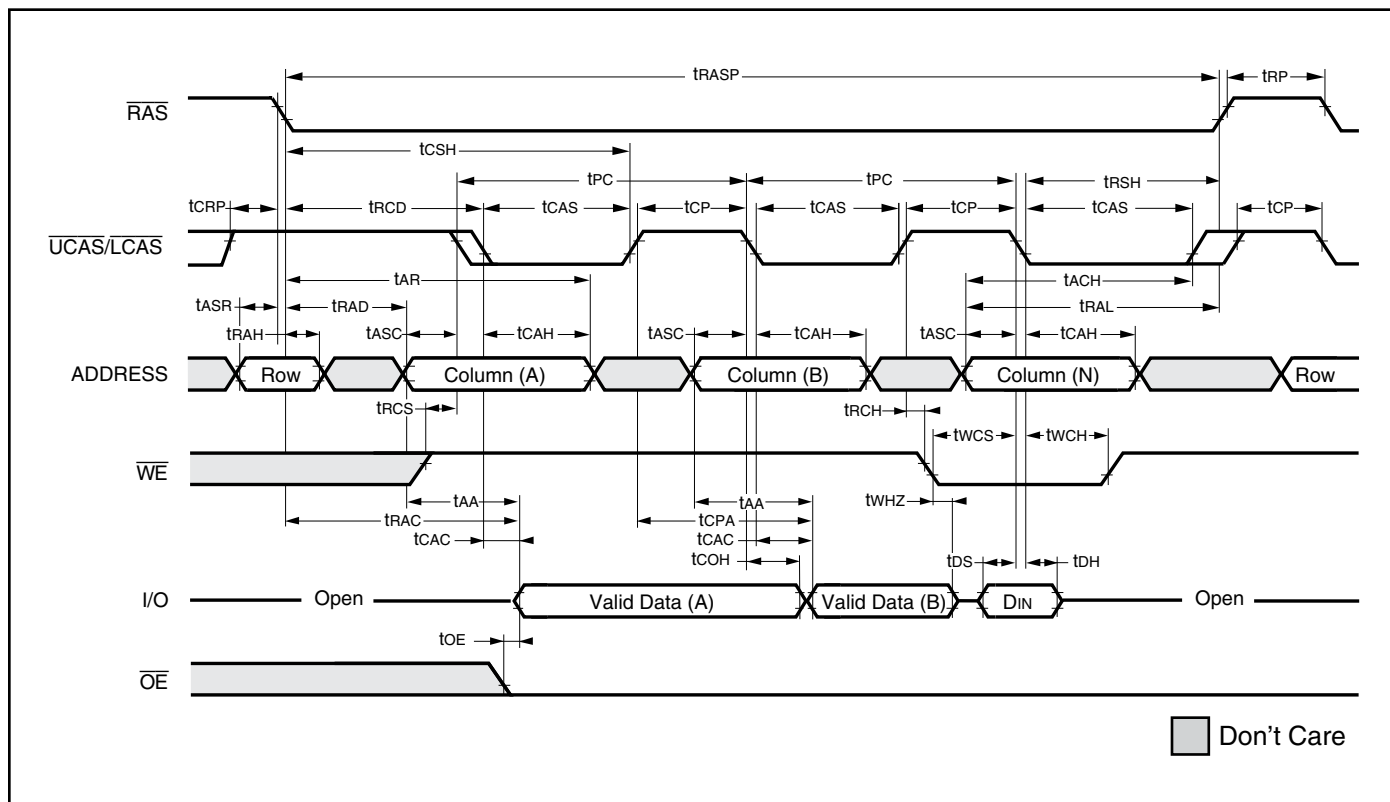 tRASP
tRP
RAS
tCSH
tPC
tPC
tRSH
tCRP
tRCD
tCAS
tCP
tCAS
tCP
tCAS
tCP
UCAS/LCAS
tAR
tACH
tASR
tRAD
tRAL
tRAH
tASC
tCAH
tASC
tCAH
tASC
tCAH
ADDRESS
Row
Column (A)
Column (B)
Column (N)
Row
tRCS
tRCH
tWCS
tWCH
WE
tAA
tAA
tWHZ
tRAC
tCPA
tCAC
tCAC
tCOH
tDS
tDH
I/O
Open
Valid Data (A)
Valid Data (B)
DIN
Open
tOE
OE
Don't Care